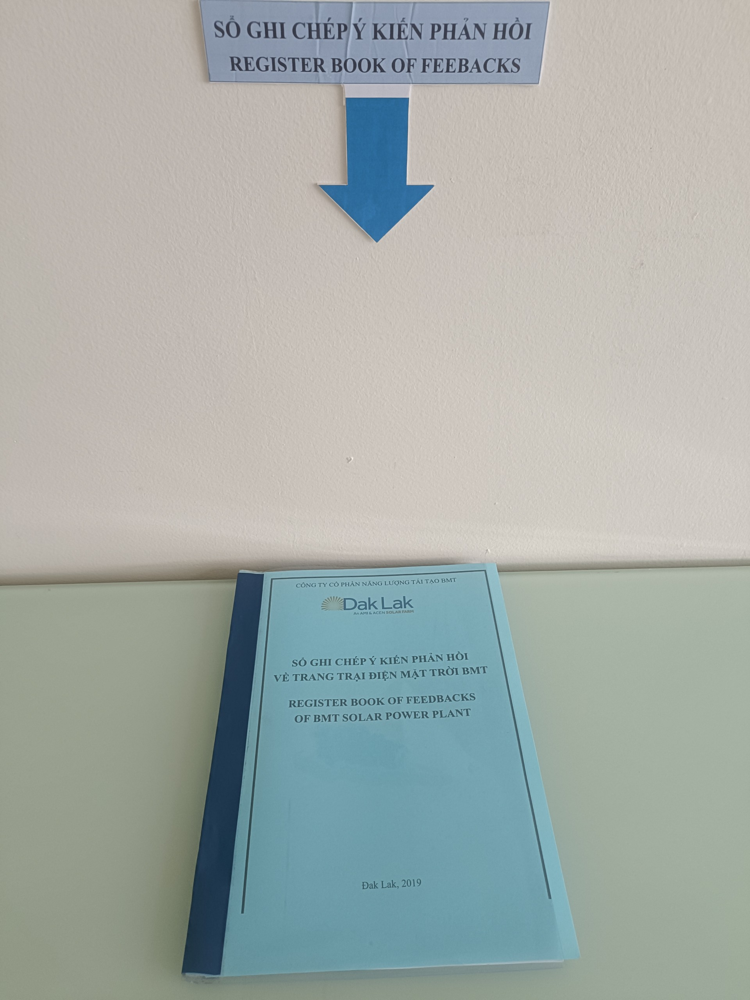 SỔ GHI CHÉP Ý KIẾN PHẢN HỒI
REGISTER BOOK OF FEEBACKS
CÔNG TY CỔ PHẦN NĂNG LƯỢNG TÁI TẠO BMT
Dak Lak
An AMI & ACEN SOLAR FARM
SỔ GHI CHÉP Ý KIẾN PHẢN HỒI
VỀ TRANG TRẠI ĐIỆN MẶT TRỜI BMT
REGISTER BOOK OF FEEDBACKS
OF BMT SOLAR POWER PLANT
Đak Lak, 2019